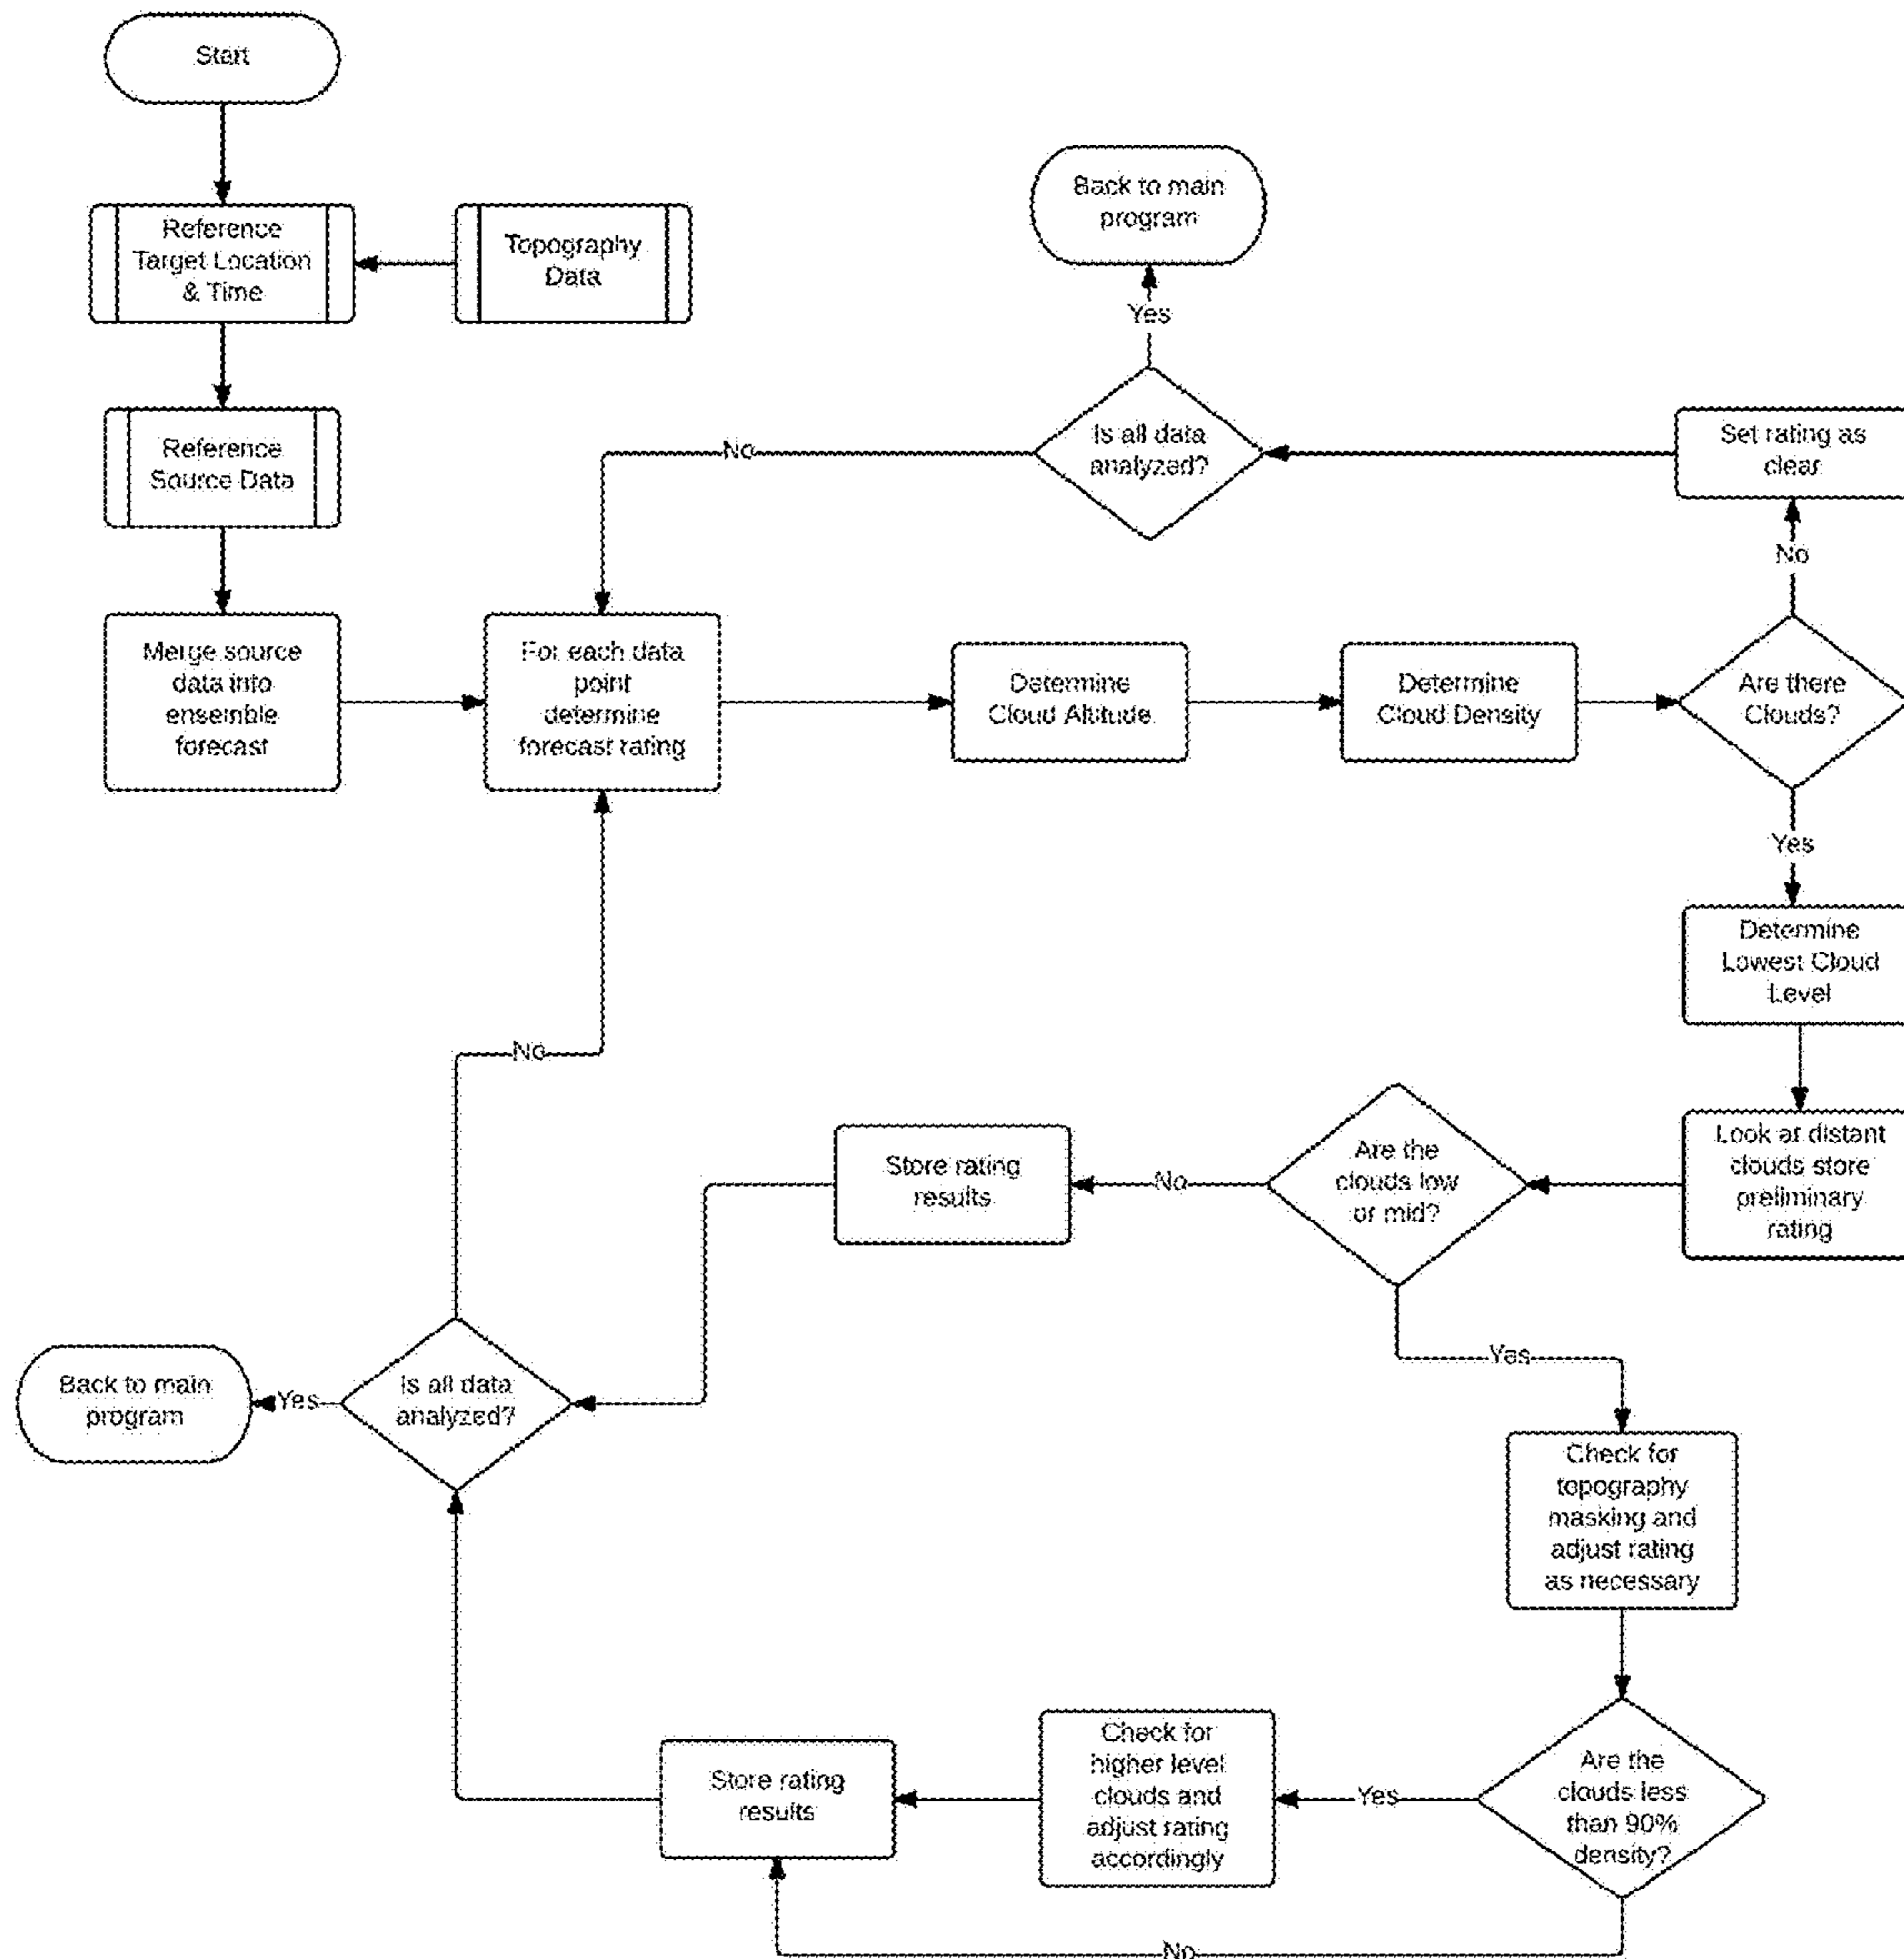 Start
Reference
Target Location
& Time
Topography
Data
Back to main
program
Yes
Reference
Source Data
No
Is all data
analyzed?
Set rating as
clear
No
Merge source
data into
ensemble
forecast
For each data
point
determine
forecast rating
Determine
Cloud Altitude
Determine
Cloud Density
Are there
Clouds?
Yes
Determine
Lowest Cloud
Level
No
Store rating
results
No
Are the
clouds low
or mid?
Look at distant
clouds store
preliminary
rating
Yes
Back to main
program
Yes
Is all data
analyzed?
Check for
topography
masking and
adjust rating
as necessary
Store rating
results
Check for
higher level
clouds and
adjust rating
accordingly
Yes
Are the
clouds less
than 90%
density?
No